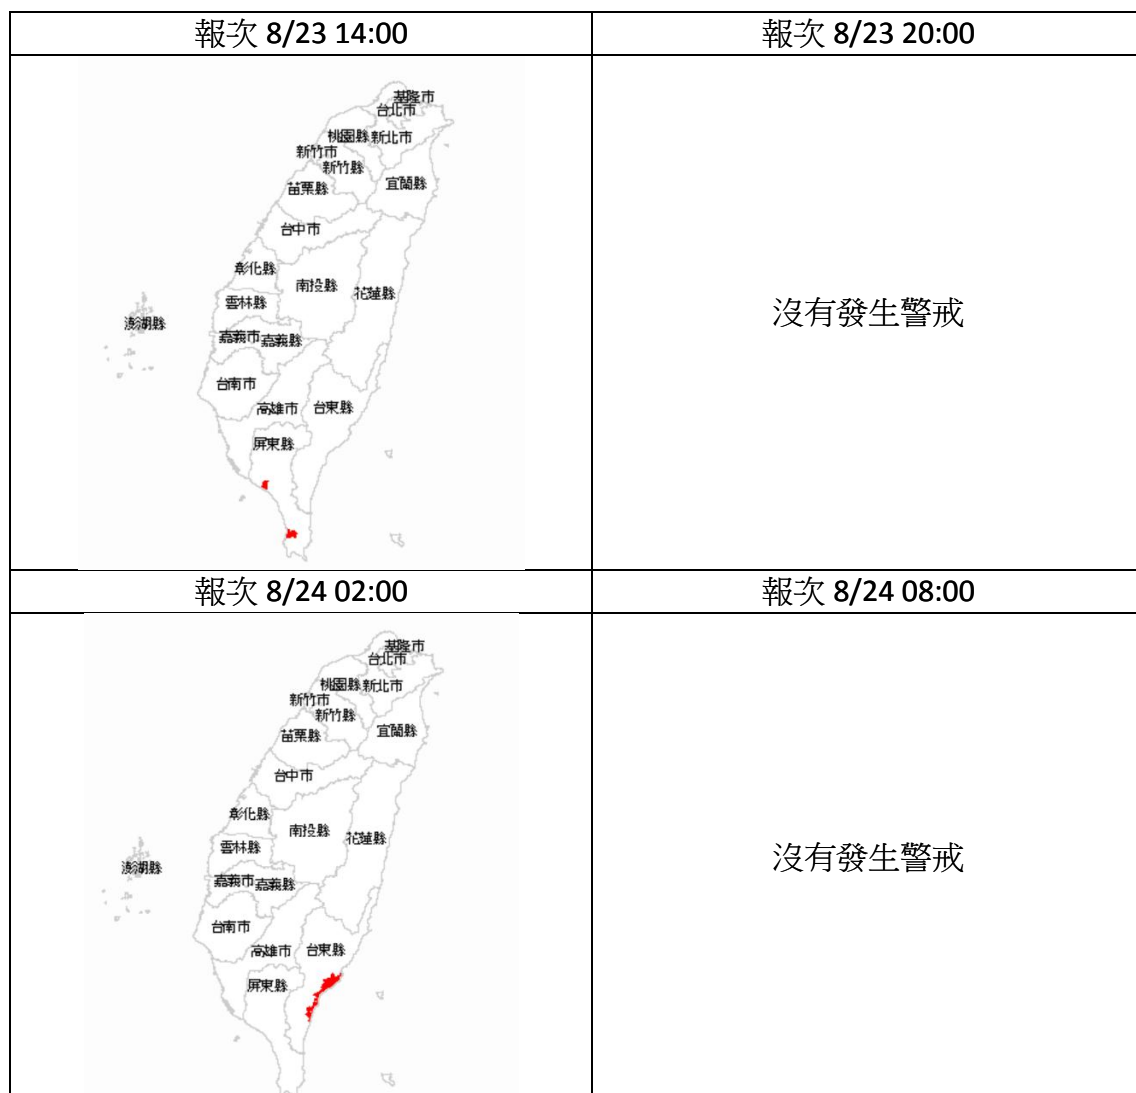 報次 8/23 14:00
報次 8/23 20:00
基隆市
台北市
桃園縣 新北市
新竹市
新竹縣
苗栗縣
宜蘭縣
台中市
彰化縣
南投縣
花蓮縣
雲林縣
澎湖縣
嘉義市 嘉義縣
台南市
高雄市
台東縣
屏東縣
沒有發生警戒
報次 8/24 02:00
報次 8/24 08:00
基隆市
台北市
桃園縣 新北市
新竹市
新竹縣
苗栗縣
宜蘭縣
台中市
彰化縣
南投縣
花蓮縣
雲林縣
澎湖縣
嘉義市 嘉義縣
台南市
高雄市
台東縣
屏東縣
沒有發生警戒